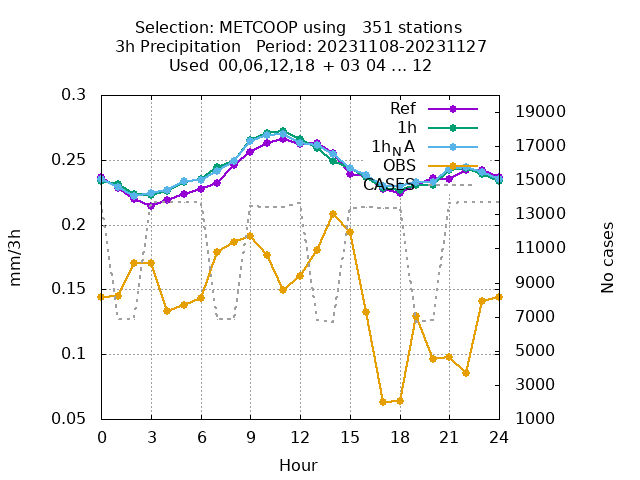 Selection: METCOOP using   351 stations
3h Precipitation   Period: 20231108-20231127
Used  00,06,12,18  + 03 04 ... 12
0.3
0.25
0.2
0.15
0.1
0.05
mm/3h
Ref
1h
1h_NA
OBS
CASES
19000
17000
15000
13000
11000
9000
7000
5000
3000
1000
No cases
0 3 6 9 12 15 18 21 24
Hour